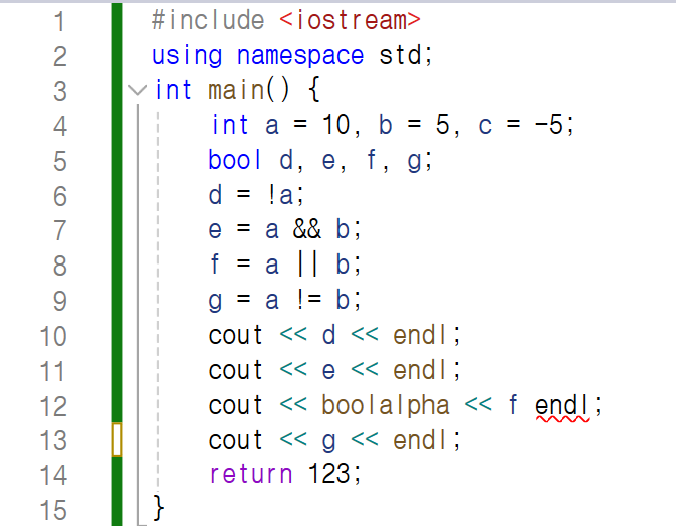 1 #include <iostream>
2 using namespace std;
3 int main() {
4 int a = 10, b = 5, c = -5;
5 bool d, e, f, g;
6 d = !a;
7 e = a && b;
8 f = a || b;
9 g = a != b;
10 cout << d << endl;
11 cout << e << endl;
12 cout << boolalpha << f endl;
13 cout << g << endl;
14 return 123;
15 }